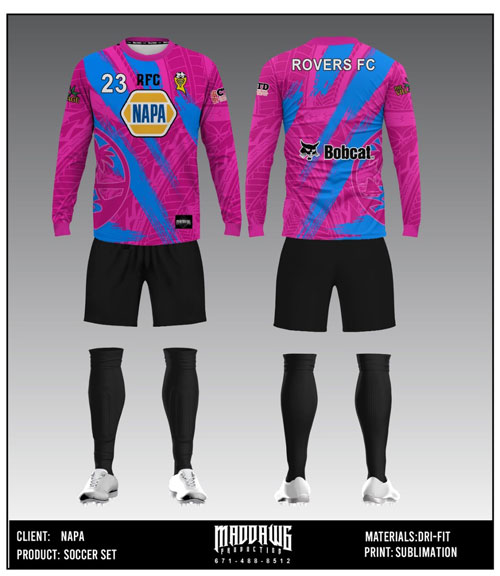 23 RFC
NAPA
ROVERS FC
Bobcat
CLIENT: NAPA
PRODUCT: SOCCER SET
MADDAWG
PRODUCTION
671-488-8512
MATERIALS:DRI-FIT
PRINT: SUBLIMATION